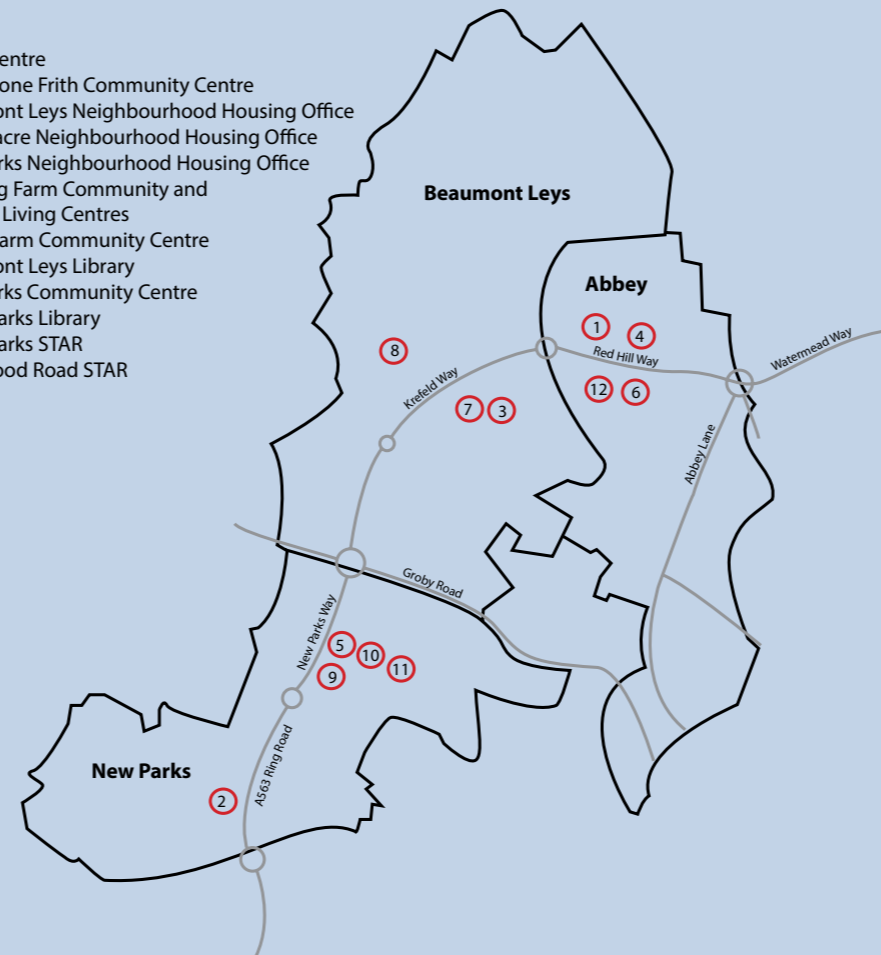 entre
one Frith Community Centre
ont Leys Neighbourhood Housing Office
acre Neighbourhood Housing Office
rks Neighbourhood Housing Office
g Farm Community and
Living Centres
arm Community Centre
ont Leys Library
rks Community Centre
arks Library
arks STAR
ood Road STAR
Beaumont Leys
Abbey
1
4
Red Hill Way
Watermead Way
8
Krefeld Way
7
3
12
6
Abbey Lane
Groby Road
New Parks Way
5
10
11
9
A563 Ring Road
New Parks
2